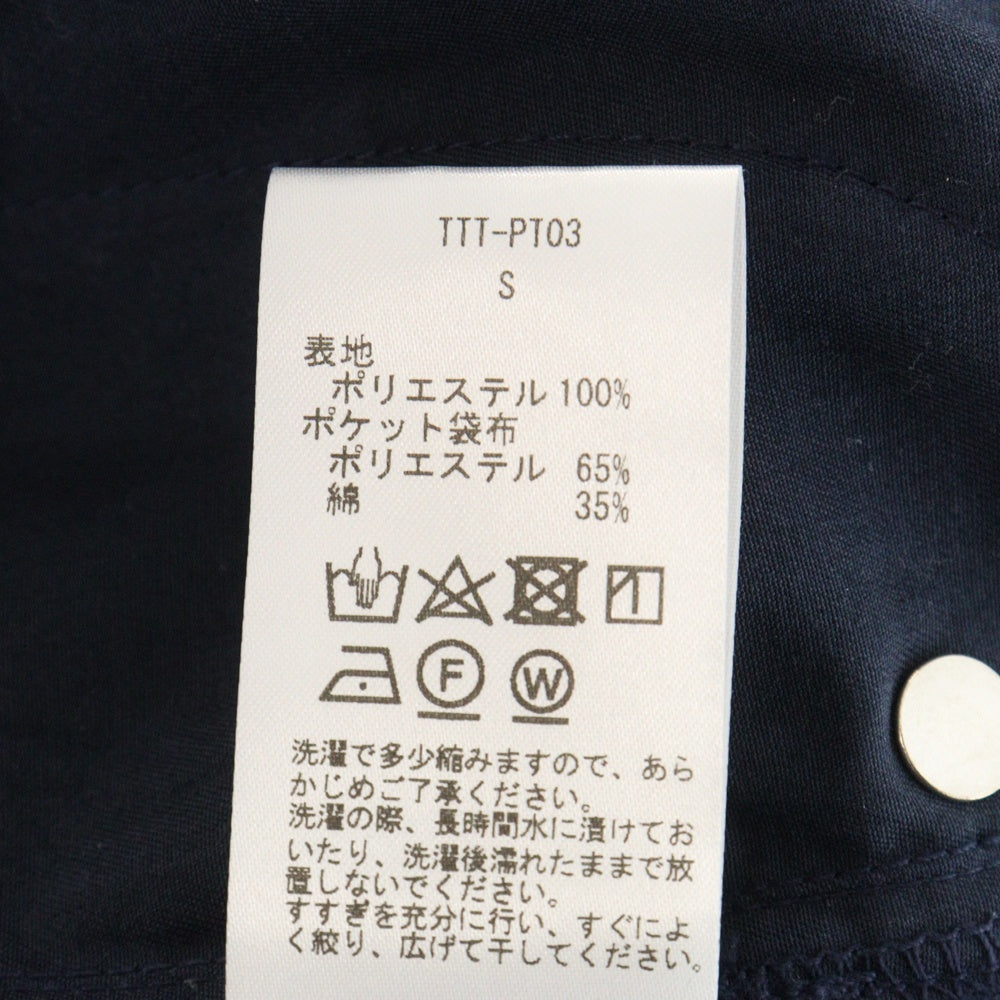 TTT-PT03
S
表地
ポリエステル 100%
ポケット袋布
ポリエステル 65%
綿 35%
F W
洗濯で多少縮みますので、あら
かじめご了承ください。
洗濯の際、長時間水に漬けてお
いたり、洗濯後濡れたままで放
置しないでください。
すすぎを充分に行い、すぐによ
く絞り、広げて干してください。